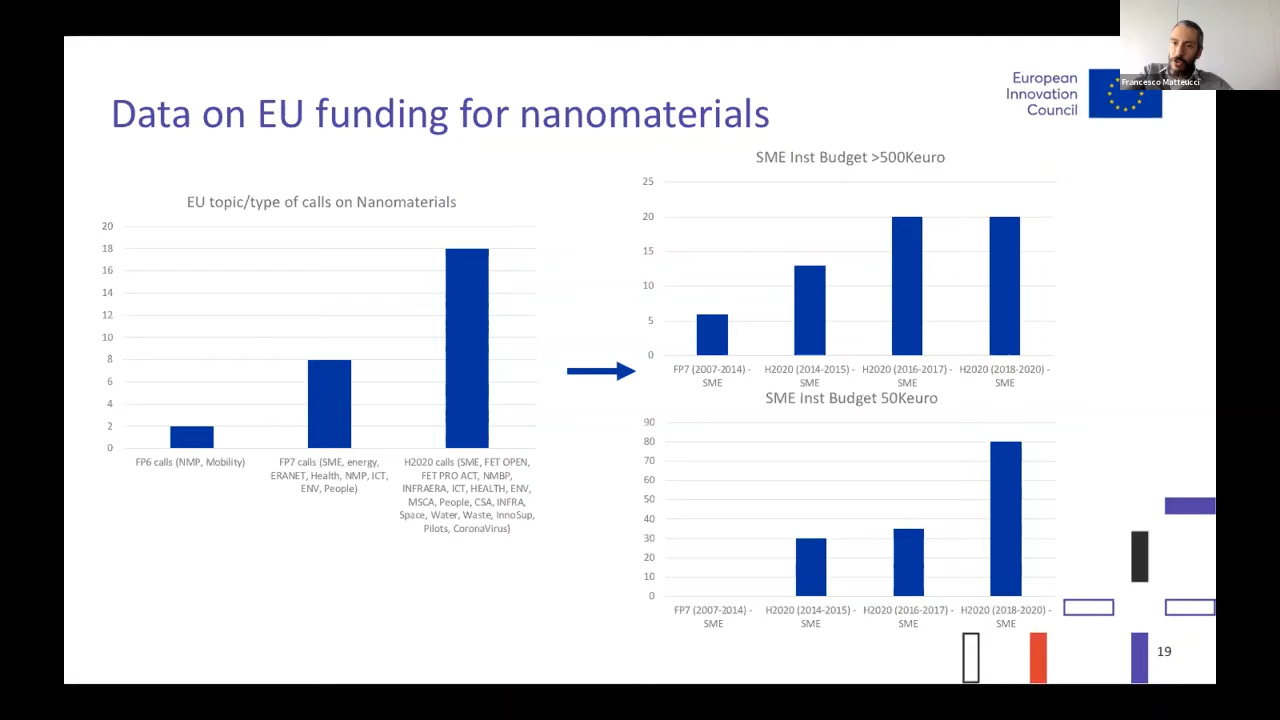 Francesco Matteucci
European
Innovation
Council
Data on EU funding for nanomaterials
EU topic/type of calls on Nanomaterials
20
18
16
14
12
10
8
6
4
2
0
FP6 calls (NMP, Mobility)
FP7 calls (SME, energy,
ERANET, Health, NMP, ICT,
ENV, People)
H2020 calls (SME, FET OPEN,
FET PRO ACT, NMBP,
INFRAERA, ICT, HEALTH, ENV,
MSCA, People, CSA, INFRA,
Space, Water, Waste, InnoSup,
Pilots, CoronaVirus)
SME Inst Budget >500Keuro
25
20
15
10
5
0
FP7 (2007-2014) -
SME
H2020 (2014-2015) -
SME
H2020 (2016-2017) -
SME
H2020 (2018-2020) -
SME
SME Inst Budget 50Keuro
90
80
70
60
50
40
30
20
10
0
FP7 (2007-2014) -
SME
H2020 (2014-2015) -
SME
H2020 (2016-2017) -
SME
H2020 (2018-2020) -
SME
19